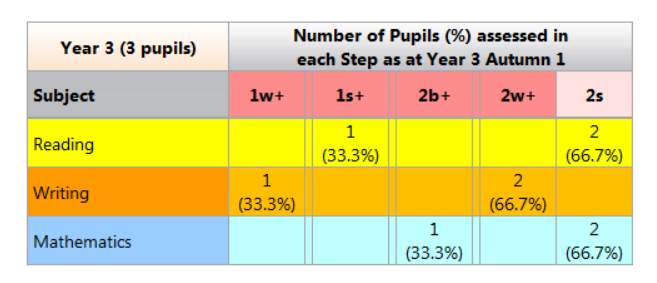 Year 3 (3 pupils)
Number of Pupils (%) assessed in
each Step as at Year 3 Autumn 1
Subject 1w+ 1s+ 2b+ 2w+ 2s
Reading 1 (33.3%) 2 (66.7%)
Writing 1 (33.3%) 2 (66.7%)
Mathematics 1 (33.3%) 2 (66.7%)